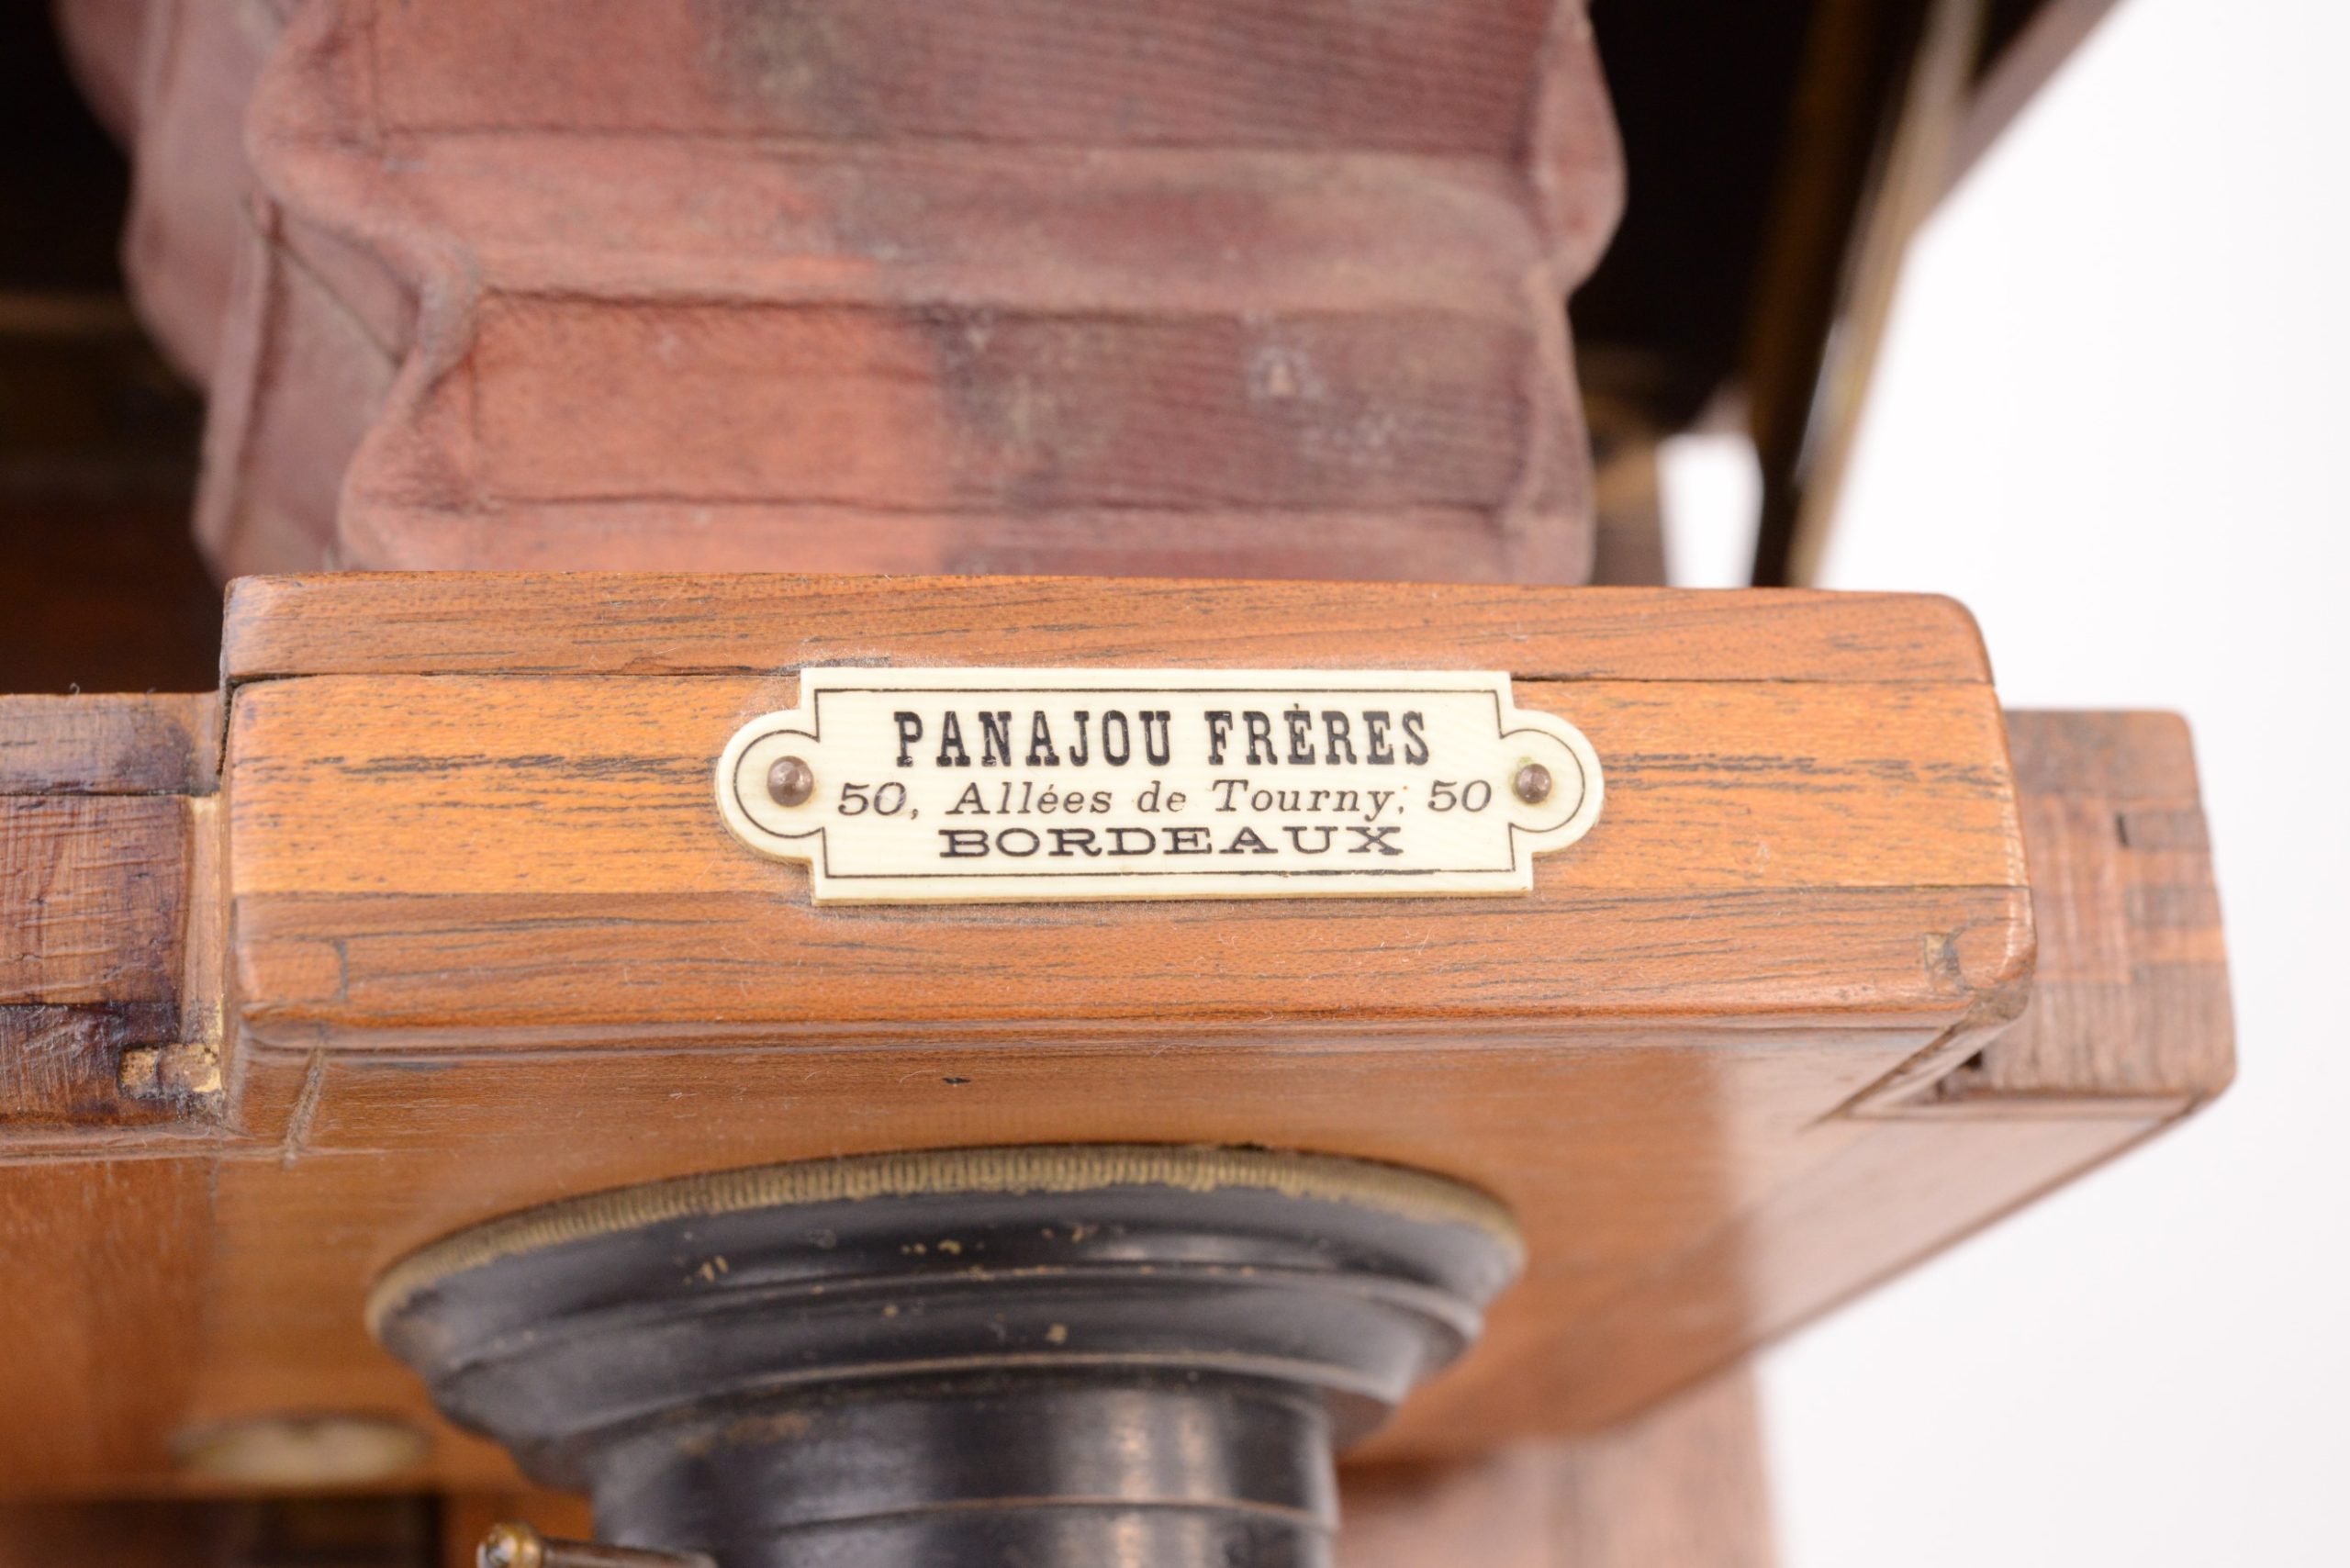 PANAJOU FRÈRES
50, Allées de Tourny, 50
BORDEAUX